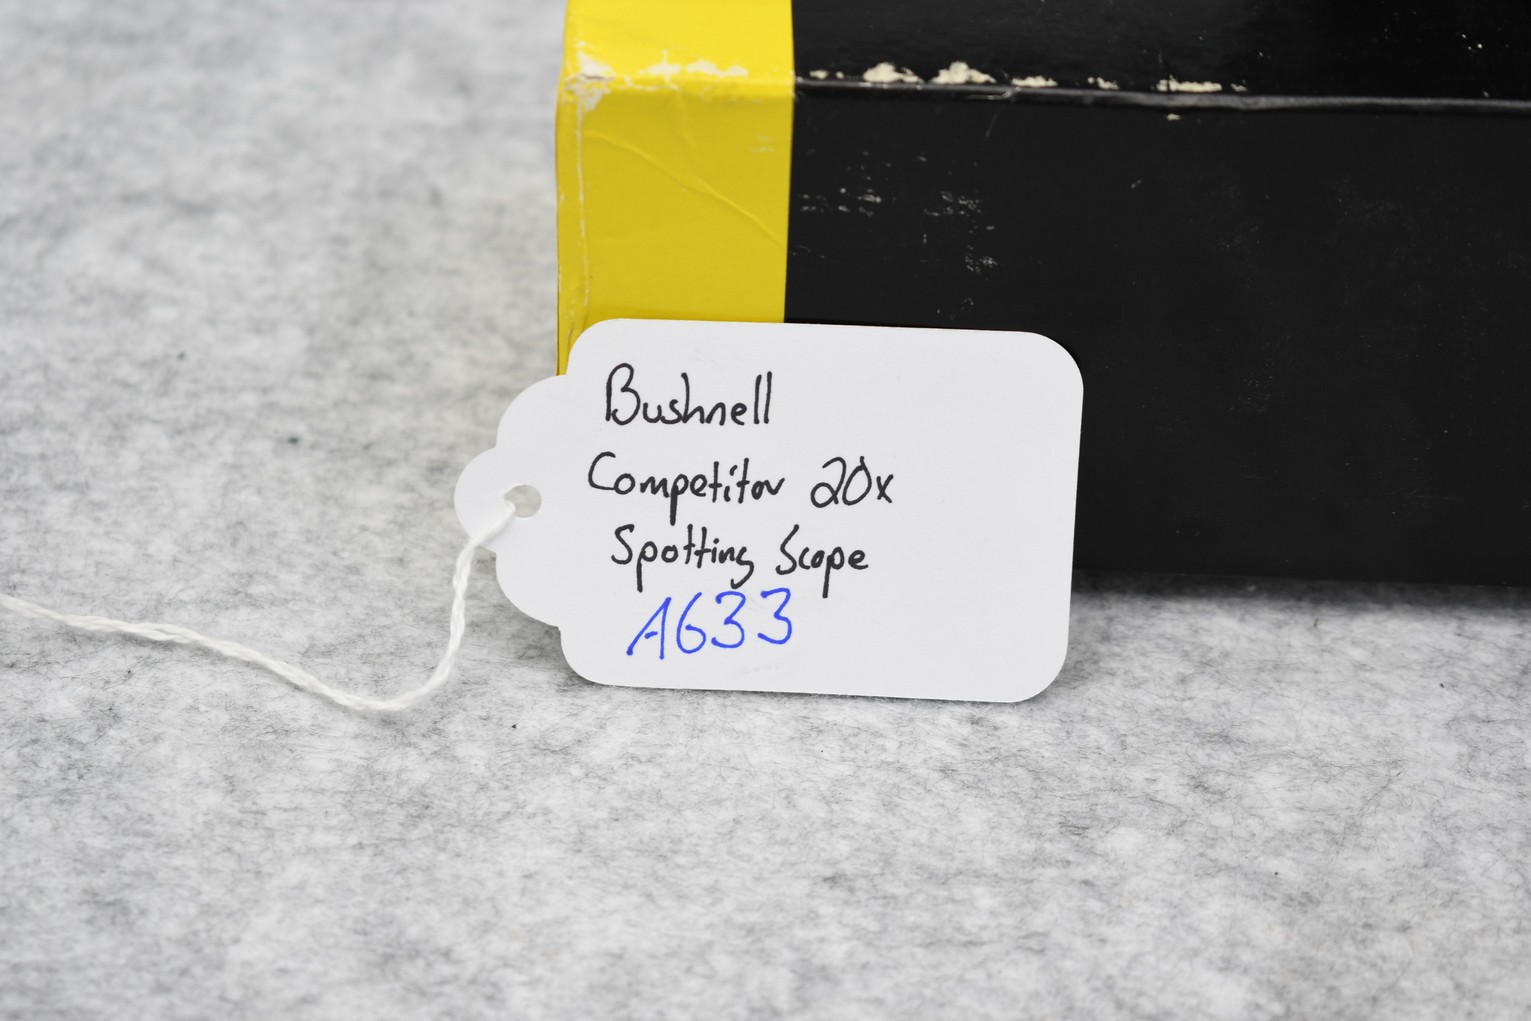 Bushnell
Competitor 20x
Spotting Scope
A633